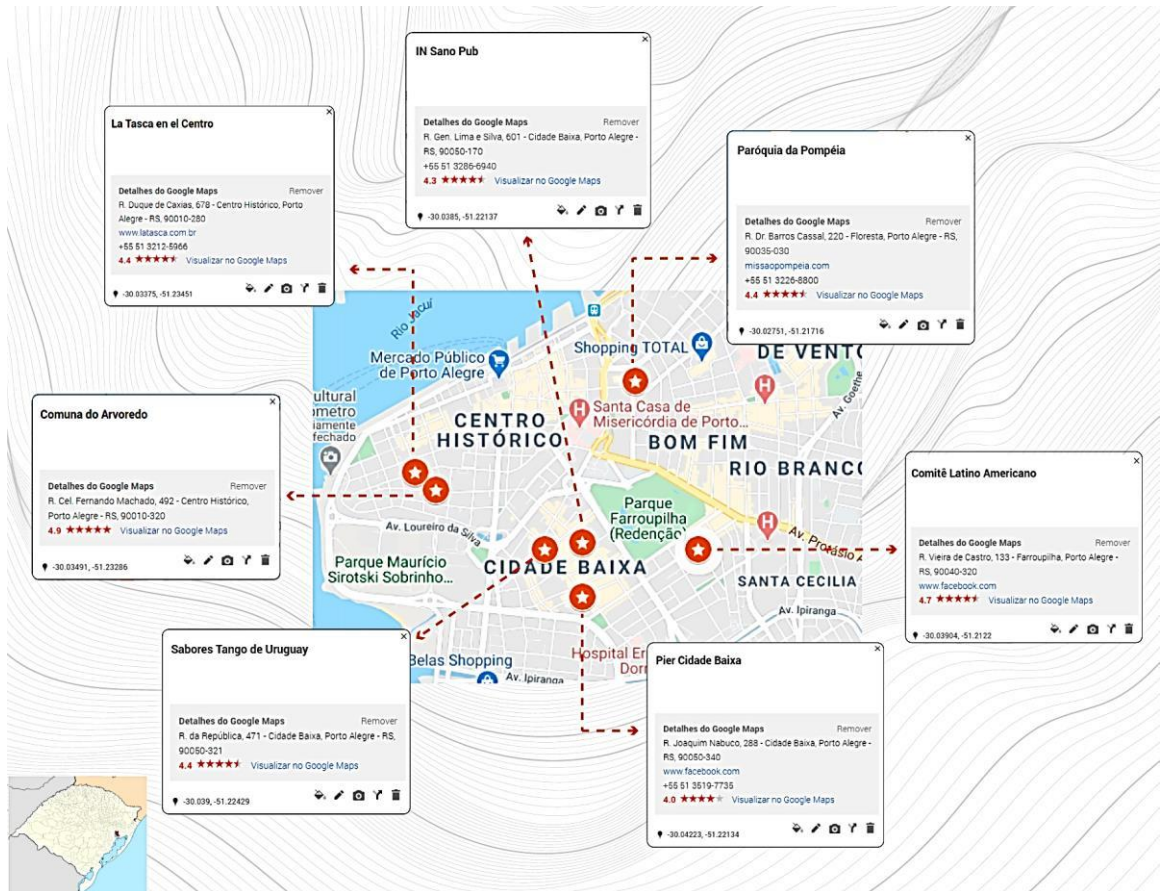 IN Sano Pub
Detalhes do Google Maps Remover
R. Gen. Lima e Silva, 601 - Cidade Baixa, Porto Alegre -
RS, 90050-170
+55 51 3286-6940
4.3 Visualizar no Google Maps
-30.0385, -51.22137
La Tasca en el Centro
Detalhes do Google Maps Remover
R. Duque de Caxias, 678 - Centro Histórico, Porto
Alegre - RS, 90010-280
www.latasca.com.br
+55 51 3212-5966
4.4 Visualizar no Google Maps
-30.03375, -51.23451
Paróquia da Pompéia
Detalhes do Google Maps Remover
R. Dr. Barros Cassal, 220 - Floresta, Porto Alegre - RS,
90035-030
missaopompeia.com
+55 51 3226-8800
4.4 Visualizar no Google Maps
-30.02751, -51.21716
Comuna do Arvoredo
Detalhes do Google Maps Remover
R. Cel. Fernando Machado, 492 - Centro Histórico,
Porto Alegre - RS, 90010-320
4.9 Visualizar no Google Maps
-30.03491, -51.23286
Rio Jacuí
Mercado Público
de Porto Alegre
Shopping TOTAL
DE VENTO
Av. Goethe
ultural
ometro
iamente
fechado
CENTRO
HISTÓRICO
H
Santa Casa de
Misericórdia de Porto...
H
BOM FIM
RIO BRANCO
Parque
Farroupilha
(Redenção)
H
Av. Protásio A
Av. Loureiro da Silva
Parque Maurício
Sirotski Sobrinho...
CIDADE BAIXA
SANTA CECILIA
Av. Ipiranga
Hospital Er
Dorn
Belas Shopping
Av. Ipiranga
Comitê Latino Americano
Detalhes do Google Maps Remover
R. Vieira de Castro, 133 - Farroupilha, Porto Alegre -
RS, 90040-320
www.facebook.com
4.7 Visualizar no Google Maps
-30.03904, -51.2122
Sabores Tango de Uruguay
Detalhes do Google Maps Remover
R. da República, 471 - Cidade Baixa, Porto Alegre - RS,
90050-321
4.4 Visualizar no Google Maps
-30.039, -51.22429
Pier Cidade Baixa
Detalhes do Google Maps Remover
R. Joaquim Nabuco, 288 - Cidade Baixa, Porto Alegre -
RS, 90050-340
www.facebook.com
+55 51 3519-7735
4.0 Visualizar no Google Maps
-30.04223, -51.22134